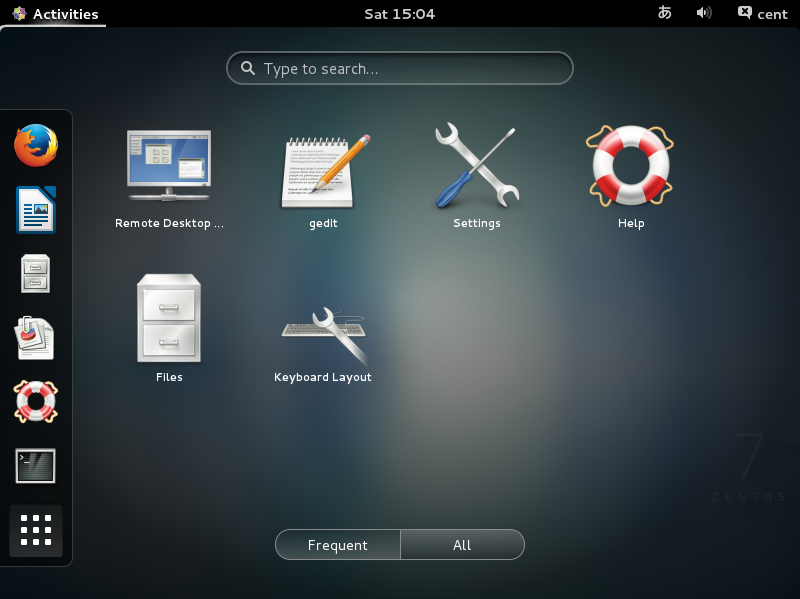 Activities
Sat 15:04
あ
cent
Type to search...
Remote Desktop ...
gedit
Settings
Help
Files
Keyboard Layout
7
CENTOS
Frequent
All